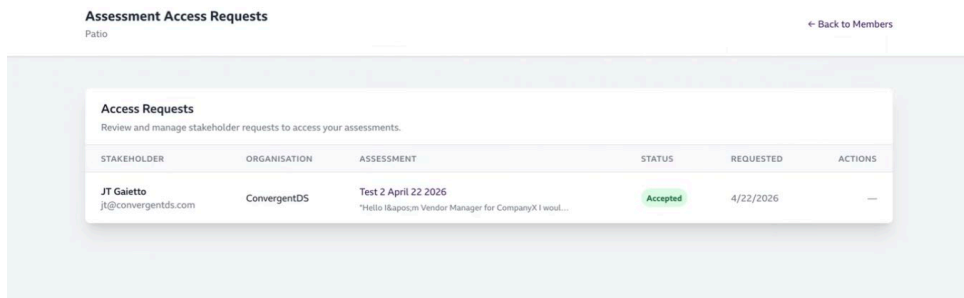 Assessment Access Requests
Patio
← Back to Members
Access Requests
Review and manage stakeholder requests to access your assessments.
STAKEHOLDER ORGANISATION ASSESSMENT STATUS REQUESTED ACTIONS
JT Gaietto
jt@convergentds.com
ConvergentDS
Test 2 April 22 2026
"Hello I&apos;m Vendor Manager for CompanyX I woul...
Accepted
4/22/2026
—